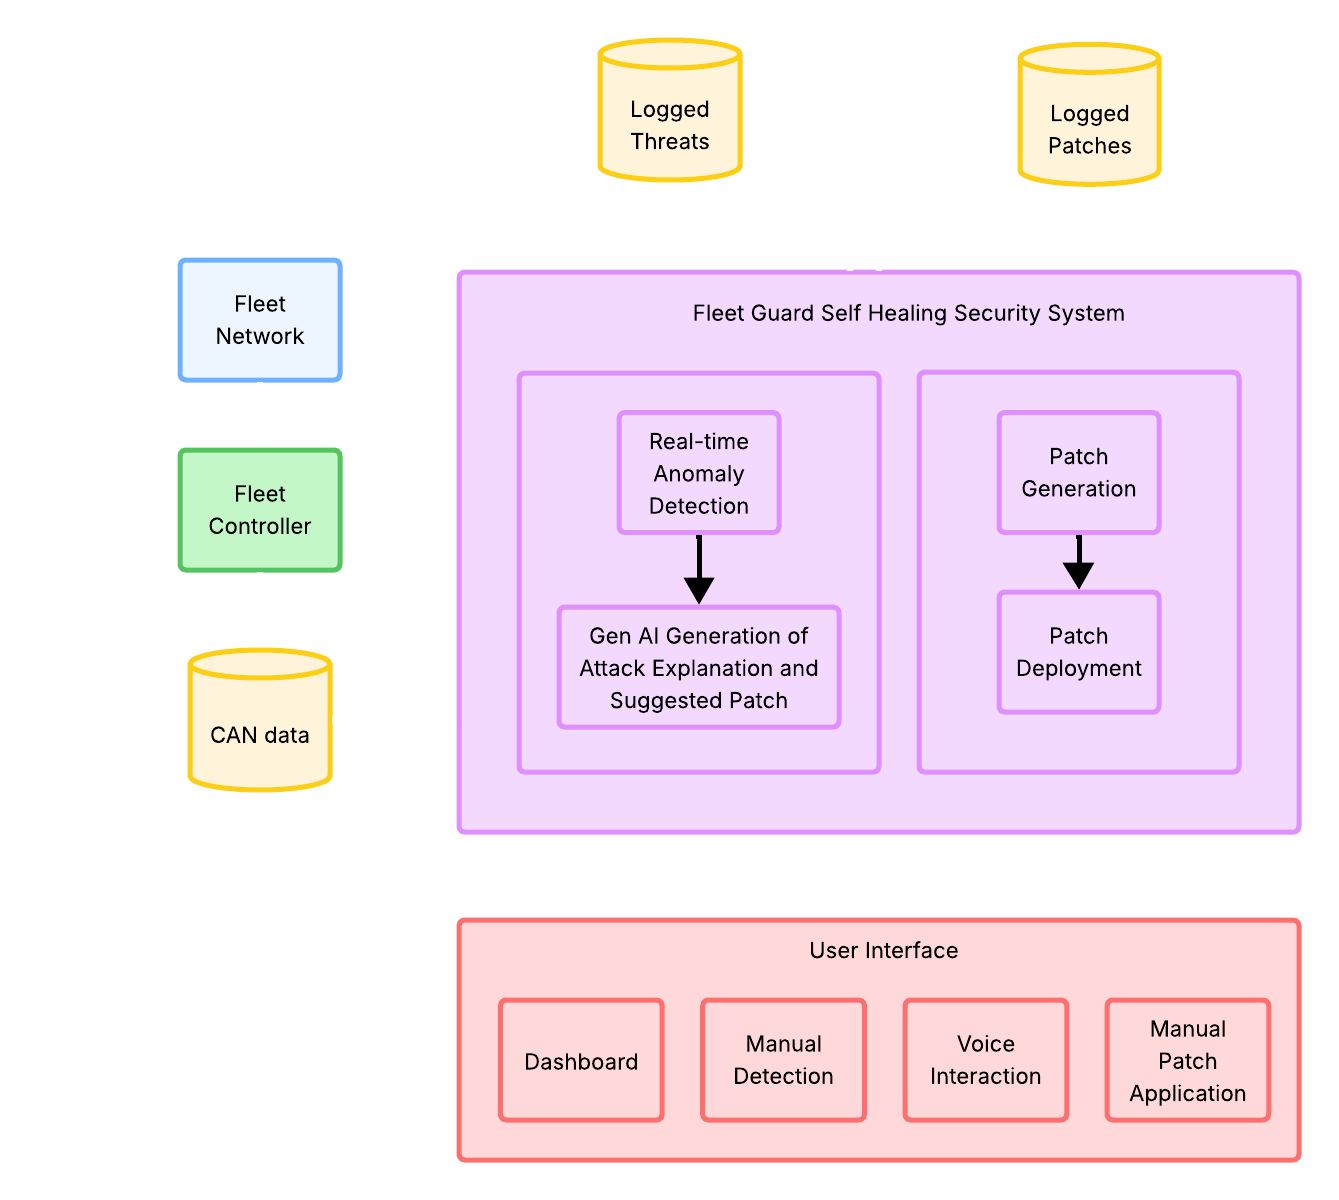 Logged
Threats
Logged
Patches
Fleet
Network
Fleet Guard Self Healing Security System
Real-time
Anomaly
Detection
Patch
Generation
Fleet
Controller
Gen AI Generation of
Attack Explanation and
Suggested Patch
Patch
Deployment
CAN data
User Interface
Dashboard
Manual
Detection
Voice
Interaction
Manual
Patch
Application